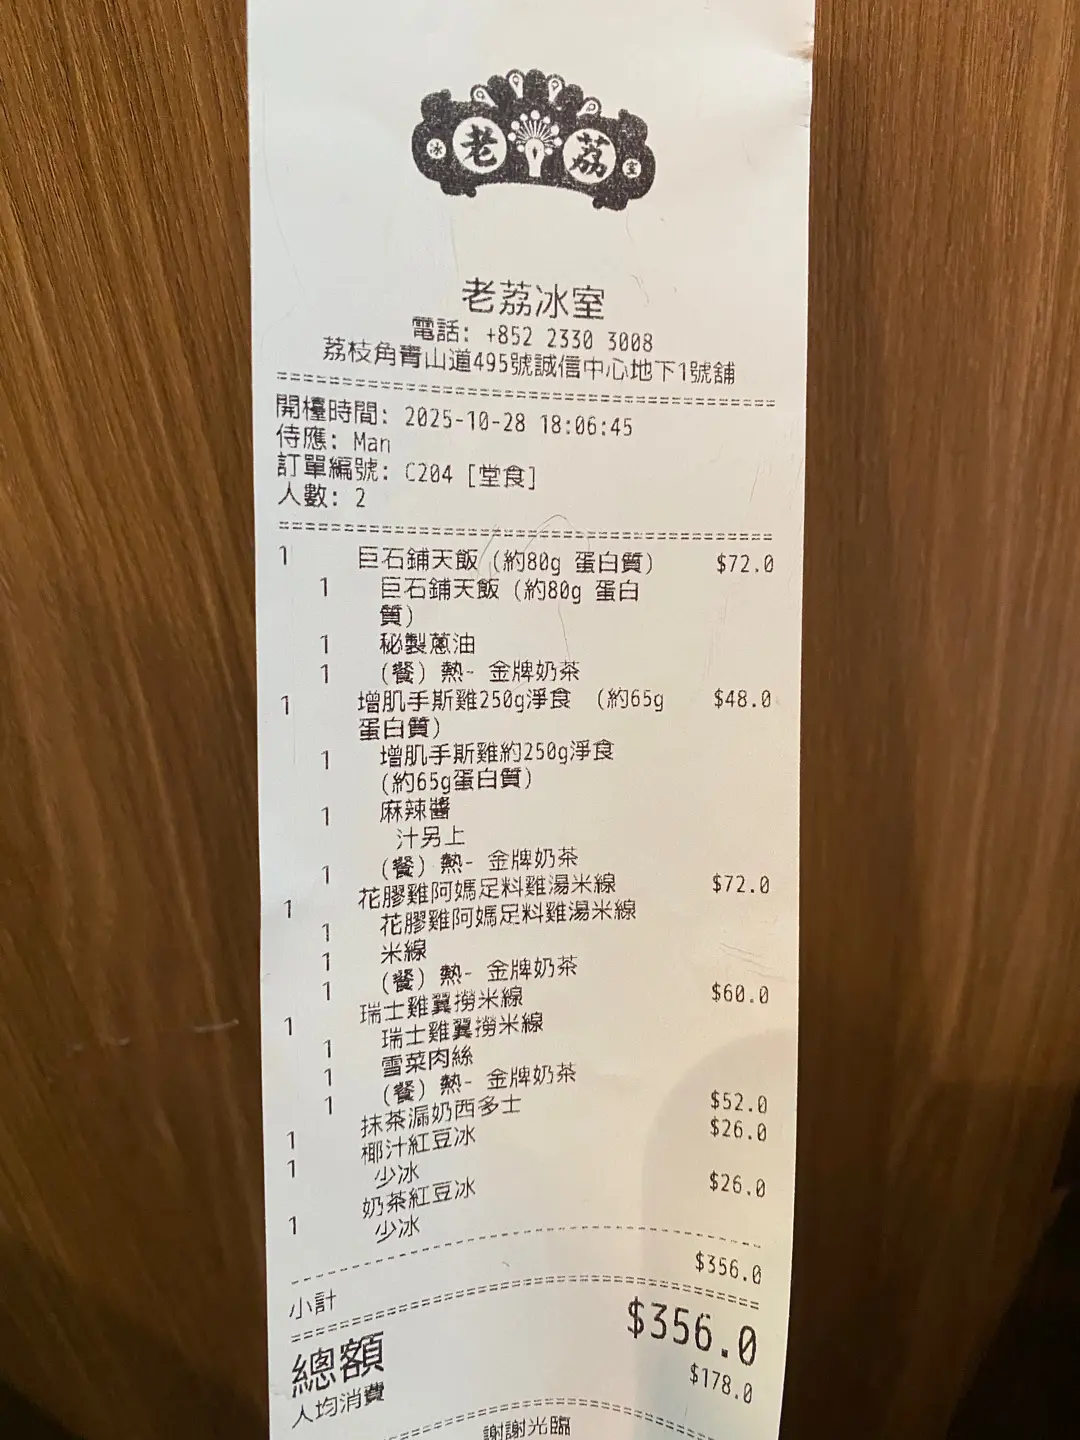 冰 老 荔 室
老荔冰室
電話: +852 2330 3008
荔枝角青山道495號誠信中心地下1號舖
開檯時間: 2025-10-28 18:06:45
侍應: Man
訂單編號: C204 [堂食]
人數: 2
1 巨石鋪天飯 (約80g 蛋白質) $72.0
1 巨石鋪天飯 (約80g 蛋白
質)
1 秘製蔥油
1 (餐) 熱- 金牌奶茶
1 增肌手斯雞250g淨食 (約65g $48.0
蛋白質)
1 增肌手斯雞約250g淨食
(約65g蛋白質)
1 麻辣醬
汁另上
1 (餐) 熱- 金牌奶茶
1 花膠雞阿媽足料雞湯米線 $72.0
1 花膠雞阿媽足料雞湯米線
1 米線
1 (餐) 熱- 金牌奶茶
1 瑞士雞翼撈米線 $60.0
1 瑞士雞翼撈米線
1 雪菜肉絲
1 (餐) 熱- 金牌奶茶
1 抹茶漏奶西多士 $52.0
1 椰汁紅豆冰 $26.0
少冰
1 奶茶紅豆冰 $26.0
少冰
小計 $356.0
總額 $356.0
人均消費 $178.0
謝謝光臨